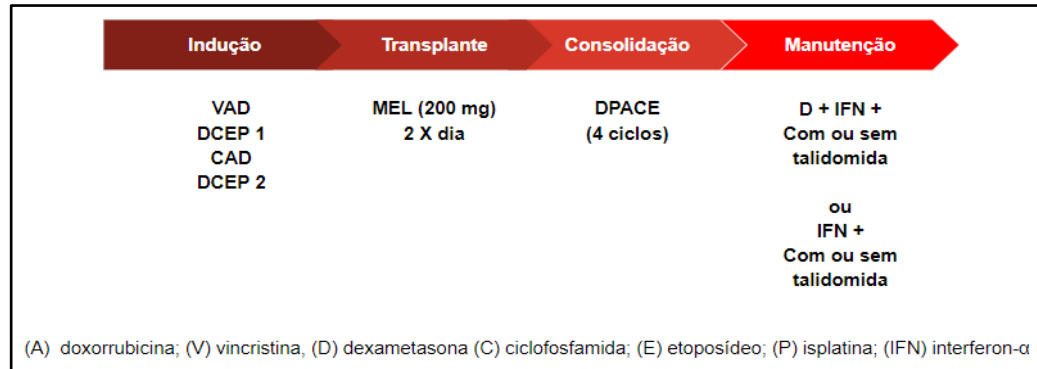 Indução
Transplante
Consolidação
Manutenção
VAD
DCEP 1
CAD
DCEP 2
MEL (200 mg)
2 X dia
DPACE
(4 ciclos)
D + IFN +
Com ou sem
talidomida
ou
IFN +
Com ou sem
talidomida
(A) doxorrubicina; (V) vincristina, (D) dexametasona (C) ciclofosfamida; (E) etoposídeo; (P) isplatina; (IFN) interferon-α